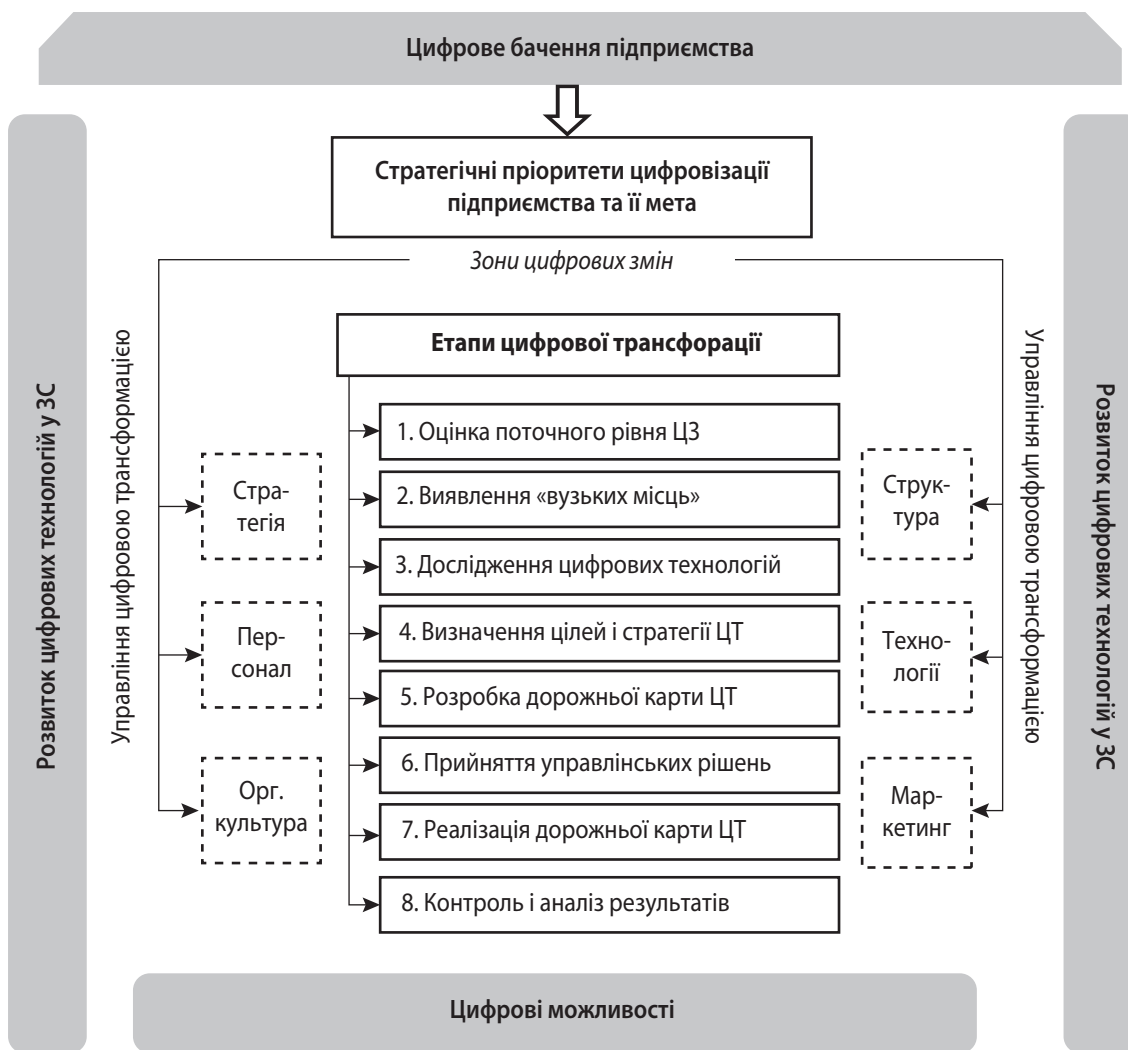 Цифрове бачення підприємства
Стратегічні пріоритети цифровізації
підприємства та її мета
Зони цифрових змін
Розвиток цифрових технологій у ЗС
Управління цифровою трансформацією
Етапи цифрової трансфорації
1. Оцінка поточного рівня ЦЗ
2. Виявлення «вузьких місць»
3. Дослідження цифрових технологій
4. Визначення цілей і стратегії ЦТ
5. Розробка дорожньої карти ЦТ
6. Прийняття управлінських рішень
7. Реалізація дорожньої карти ЦТ
8. Контроль і аналіз результатів
Стра-
тегія
Пер-
сонал
Орг.
культура
Струк-
тура
Техно-
логії
Мар-
кетинг
Управління цифровою трансформацією
Розвиток цифрових технологій у ЗС
Цифрові можливості